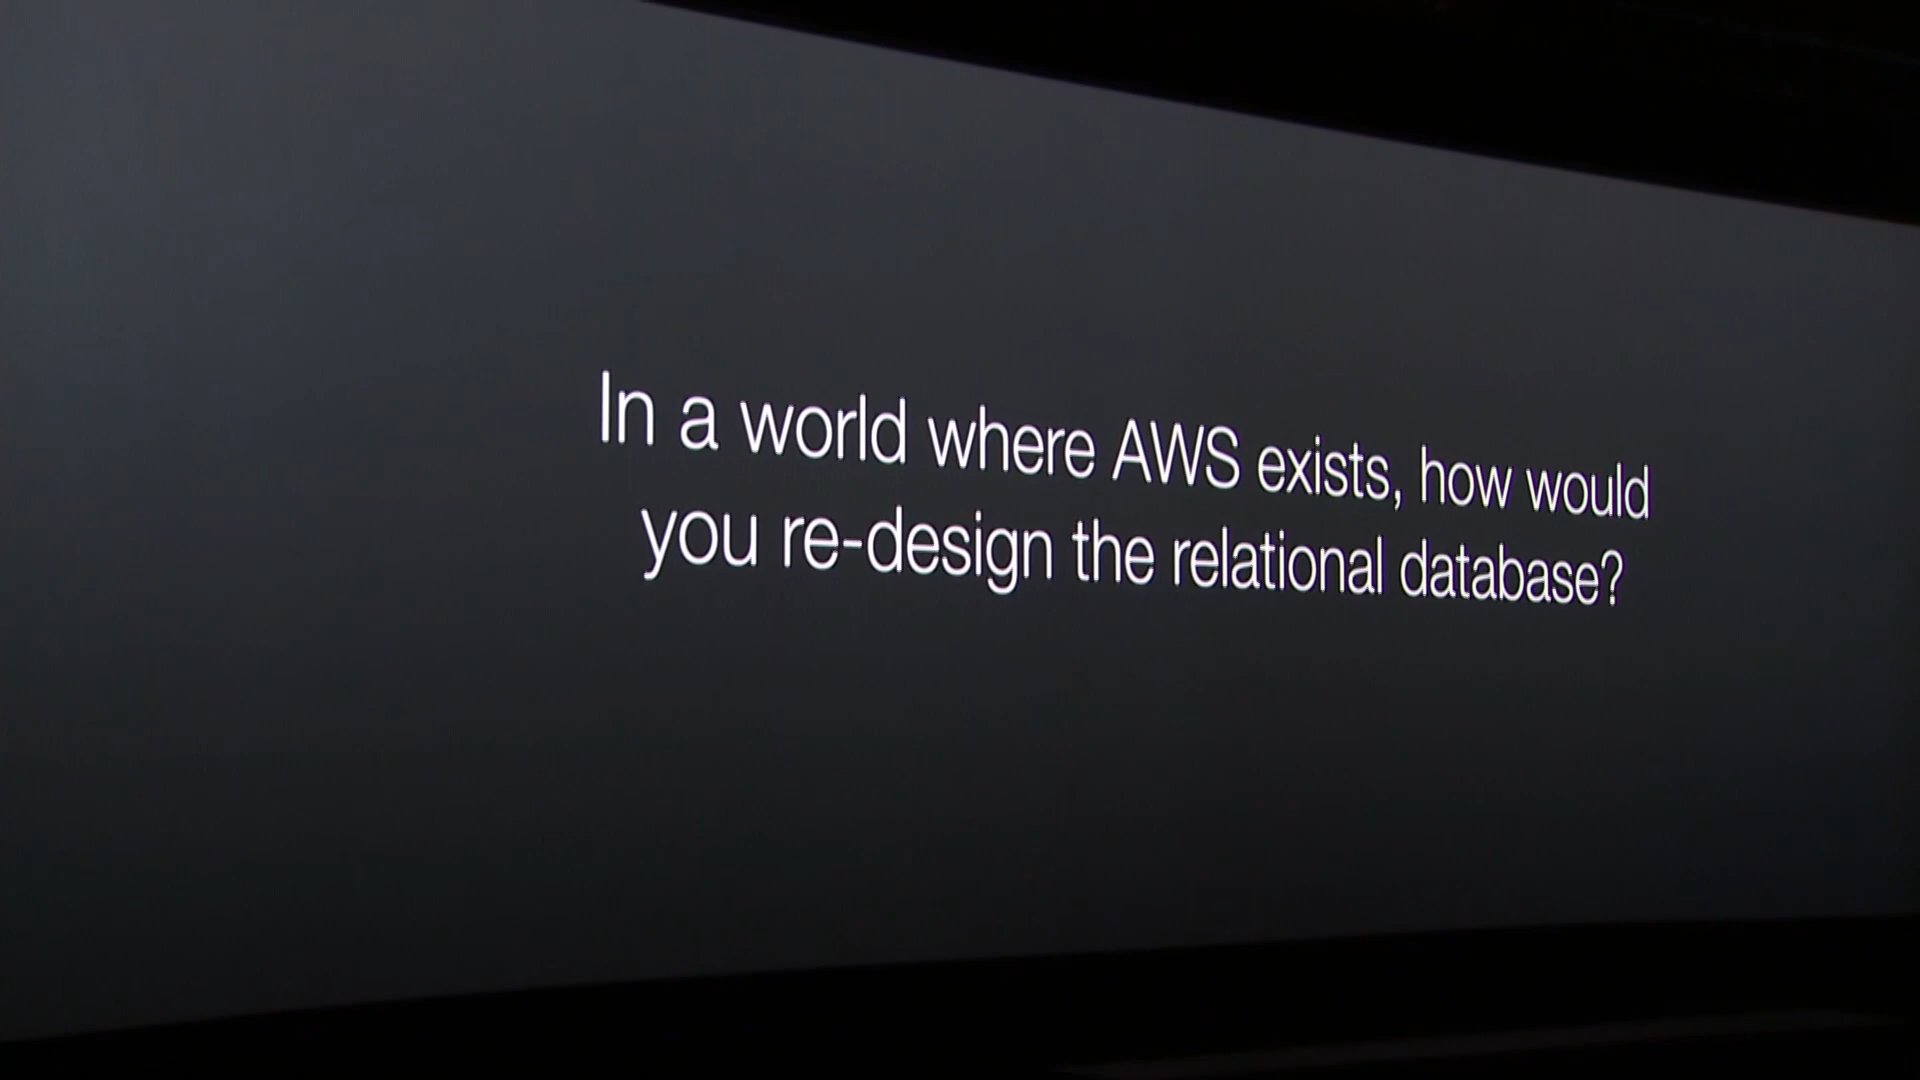 In a world where AWS exists, how would
you re-design the relational database?